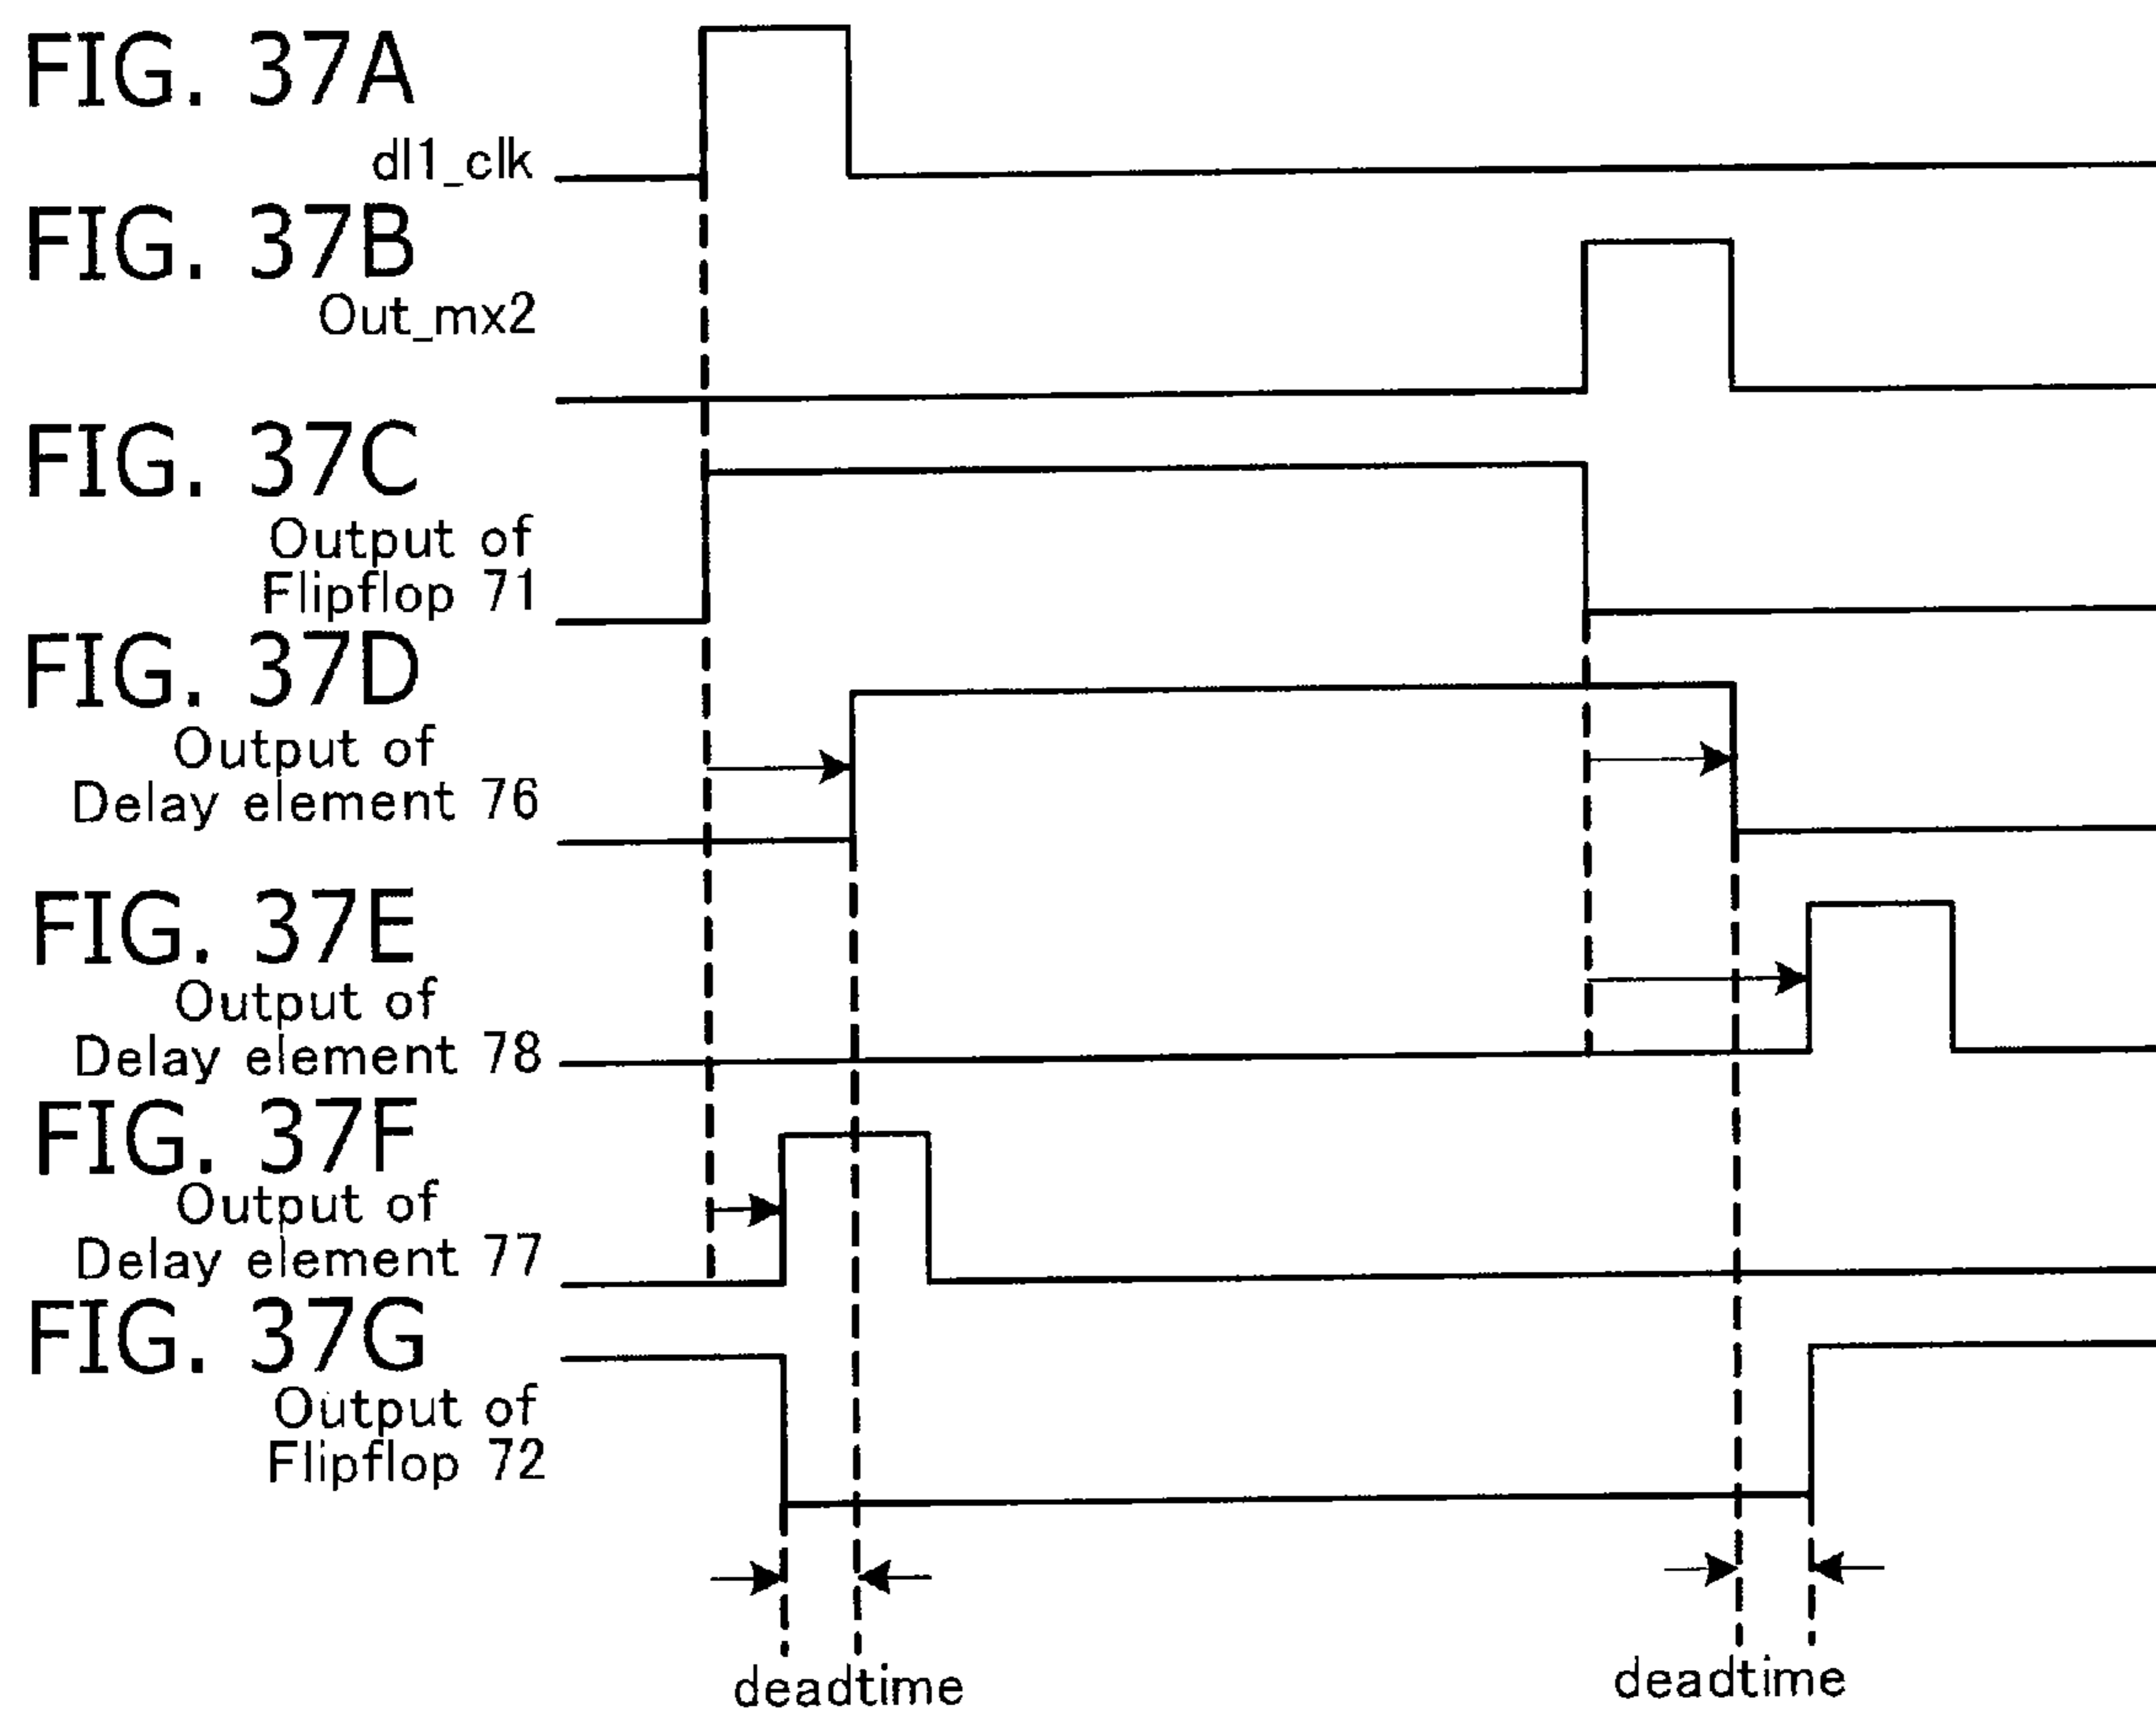 FIG. 37A
dl1_clk
FIG. 37B
Out_mx2
FIG. 37C
Output of
Flipflop 71
FIG. 37D
Output of
Delay element 76
FIG. 37E
Output of
Delay element 78
FIG. 37F
Output of
Delay element 77
FIG. 37G
Output of
Flipflop 72
deadtime
deadtime